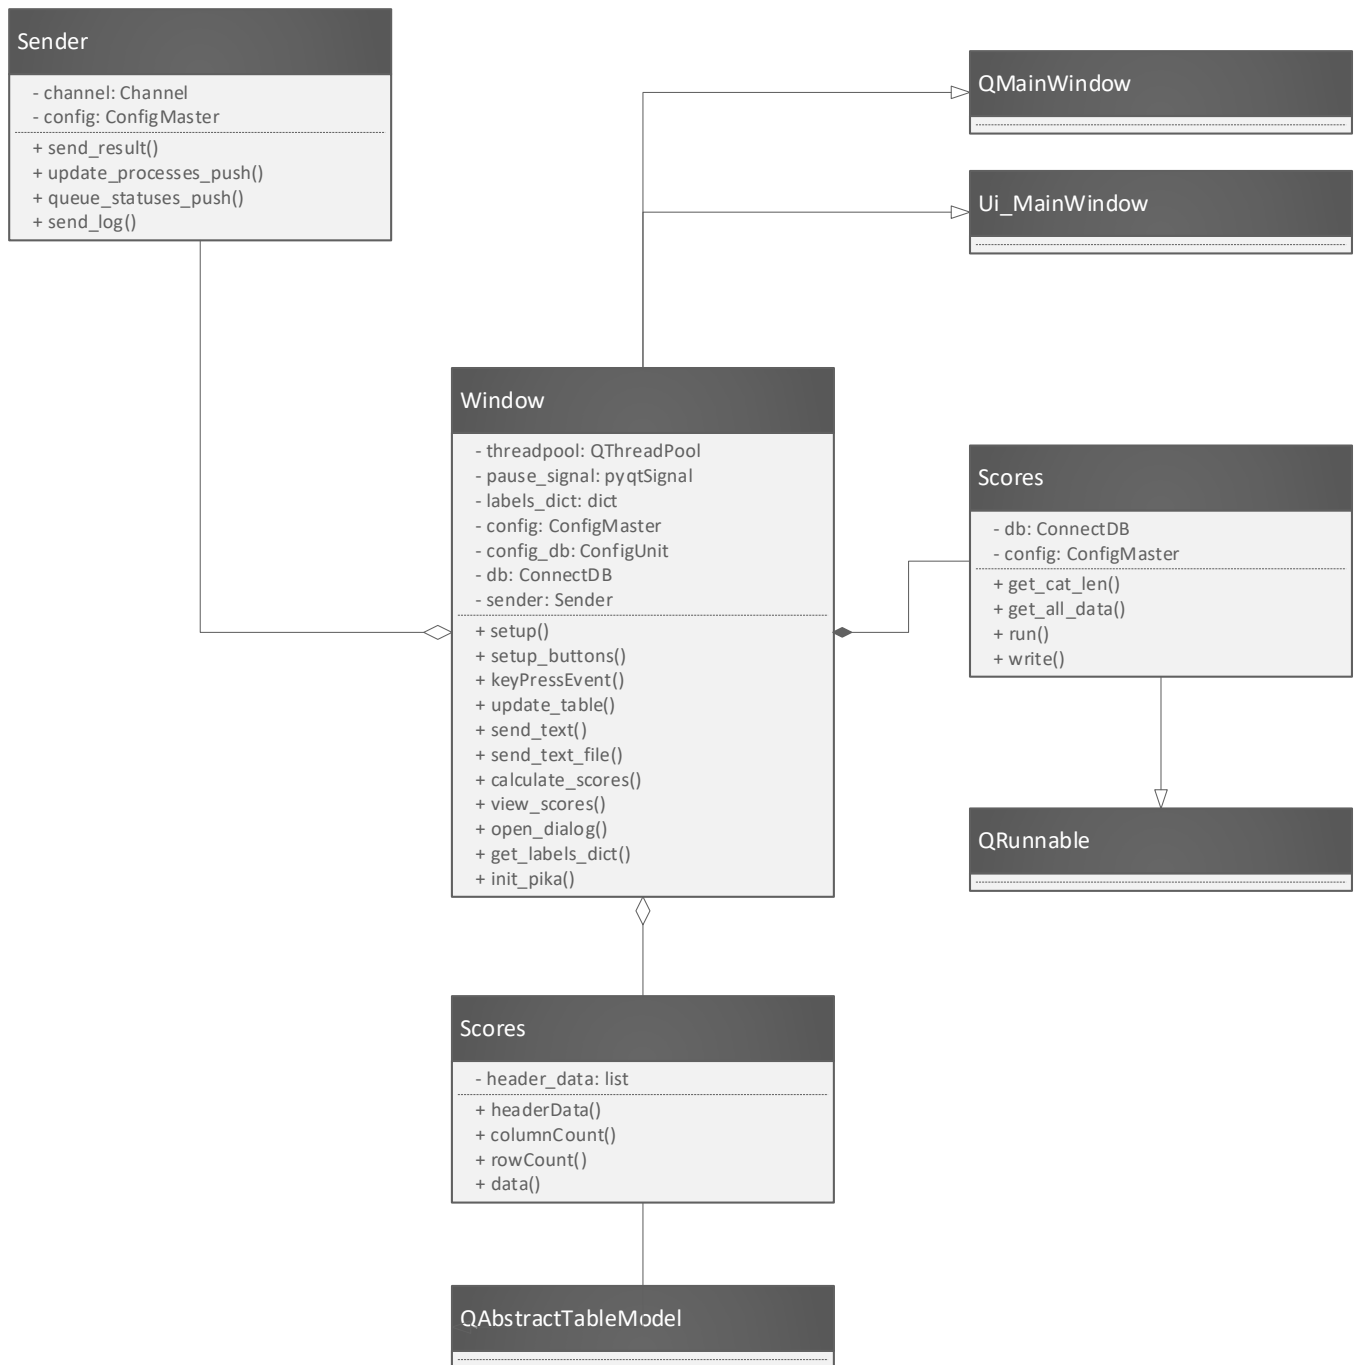 Sender
- channel: Channel
- config: ConfigMaster
+ send_result()
+ update_processes_push()
+ queue_statuses_push()
+ send_log()
QMainWindow
Ui_MainWindow
Window
- threadpool: QThreadPool
- pause_signal: pyqtSignal
- labels_dict: dict
- config: ConfigMaster
- config_db: ConfigUnit
- db: ConnectDB
- sender: Sender
+ setup()
+ setup_buttons()
+ keyPressEvent()
+ update_table()
+ send_text()
+ send_text_file()
+ calculate_scores()
+ view_scores()
+ open_dialog()
+ get_labels_dict()
+ init_pika()
Scores
- db: ConnectDB
- config: ConfigMaster
+ get_cat_len()
+ get_all_data()
+ run()
+ write()
QRunnable
Scores
- header_data: list
+ headerData()
+ columnCount()
+ rowCount()
+ data()
QAbstractTableModel